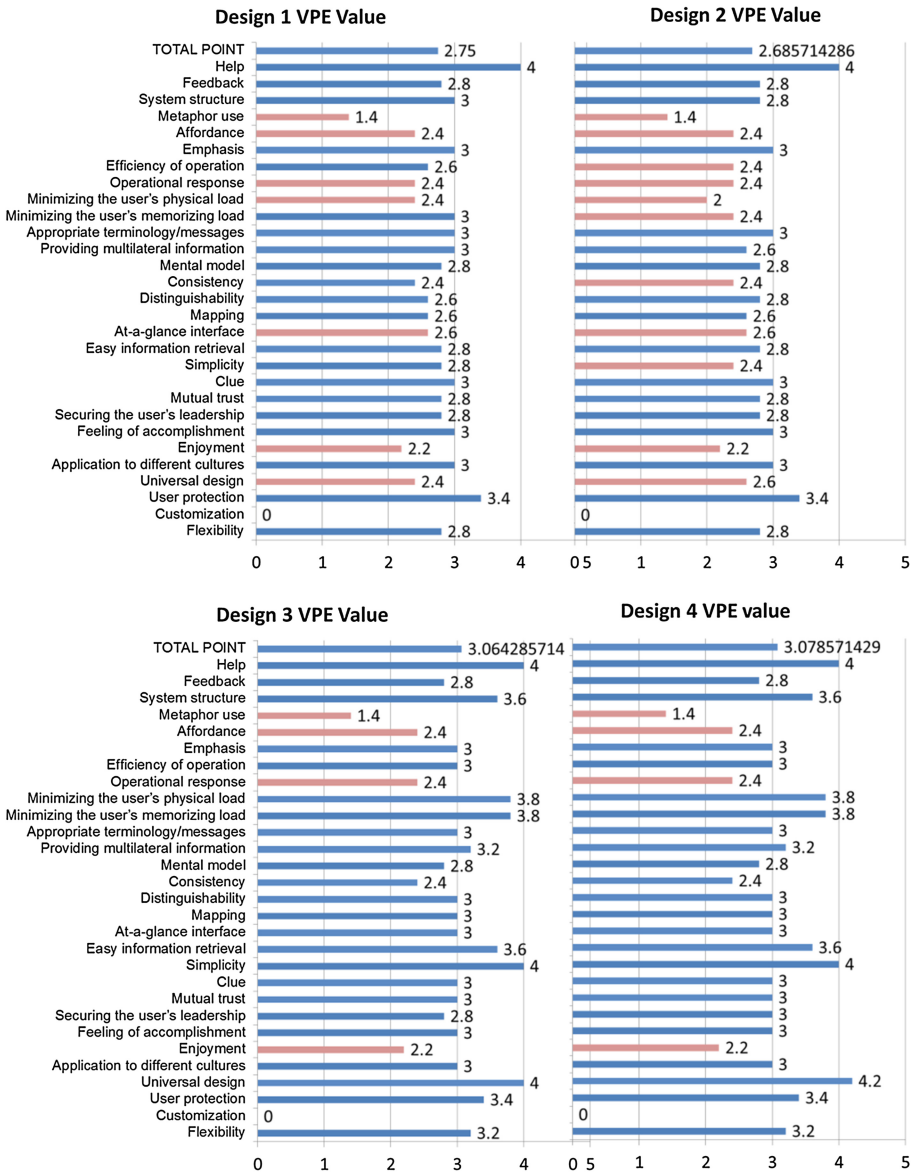 Design 1 VPE Value
Design 2 VPE Value
TOTAL POINT 2.75 2.685714286
Help 4 4
Feedback 2.8 2.8
System structure 3 2.8
Metaphor use 1.4 1.4
Affordance 2.4 2.4
Emphasis 3 3
Efficiency of operation 2.6 2.4
Operational response 2.4 2.4
Minimizing the user's physical load 2.4 2
Minimizing the user's memorizing load 3 2.4
Appropriate terminology/messages 3 3
Providing multilateral information 3 2.6
Mental model 2.8 2.8
Consistency 2.4 2.4
Distinguishability 2.6 2.8
Mapping 2.6 2.6
At-a-glance interface 2.6 2.6
Easy information retrieval 2.8 2.8
Simplicity 2.8 2.4
Clue 3 3
Mutual trust 2.8 2.8
Securing the user's leadership 2.8 2.8
Feeling of accomplishment 3 3
Enjoyment 2.2 2.2
Application to different cultures 3 3
Universal design 2.4 2.6
User protection 3.4 3.4
Customization 0 0
Flexibility 2.8 2.8
0 1 2 3 4 0 5 1 2 3 4 5
Design 3 VPE Value
Design 4 VPE value
TOTAL POINT 3.064285714 3.078571429
Help 4 4
Feedback 2.8 2.8
System structure 3.6 3.6
Metaphor use 1.4 1.4
Affordance 2.4 2.4
Emphasis 3 3
Efficiency of operation 3 3
Operational response 2.4 2.4
Minimizing the user's physical load 3.8 3.8
Minimizing the user's memorizing load 3.8 3.8
Appropriate terminology/messages 3 3
Providing multilateral information 3.2 3.2
Mental model 2.8 2.8
Consistency 2.4 2.4
Distinguishability 3 3
Mapping 3 3
At-a-glance interface 3 3
Easy information retrieval 3.6 3.6
Simplicity 4 4
Clue 3 3
Mutual trust 3 3
Securing the user's leadership 2.8 3
Feeling of accomplishment 3 3
Enjoyment 2.2 2.2
Application to different cultures 3 3
Universal design 4 4.2
User protection 3.4 3.4
Customization 0 0
Flexibility 3.2 3.2
0 1 2 3 4 0 5 1 2 3 4 5